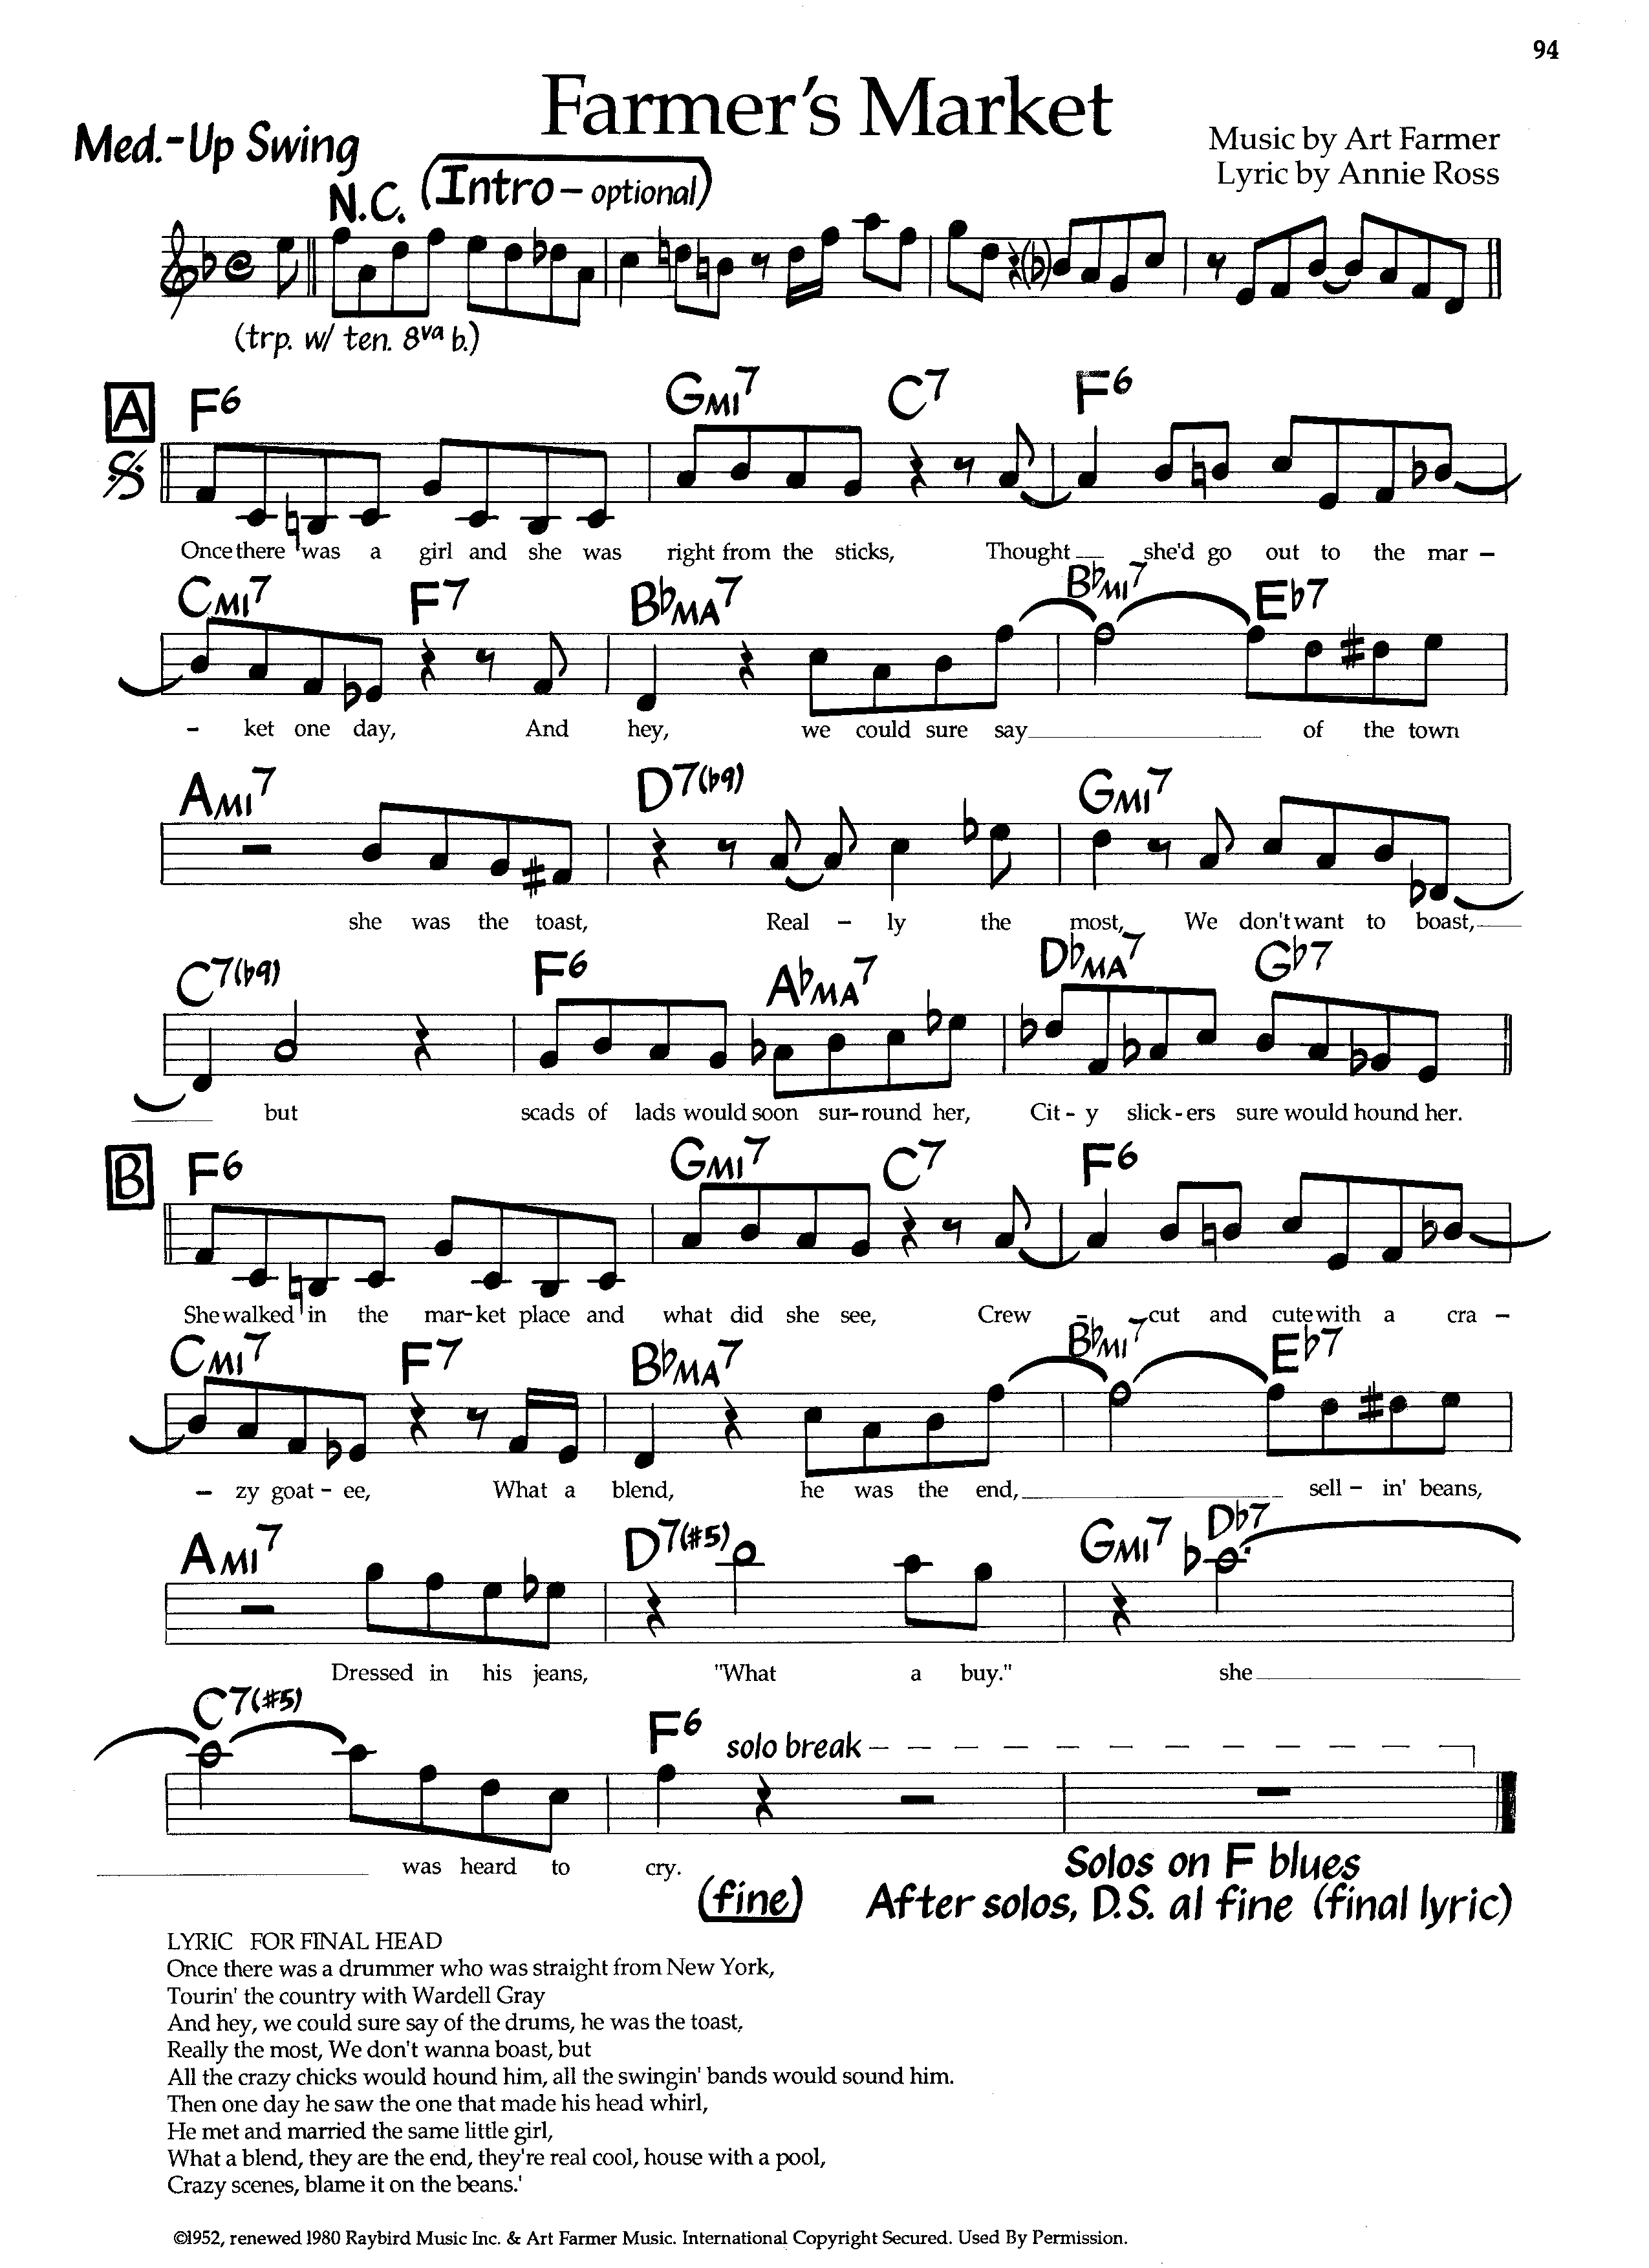 94
Farmer's Market
Med.-Up Swing
Music by Art Farmer
Lyric by Annie Ross
N.C. (Intro – optional)
(trp. w/ ten. 8va b.)
A F6 GMI7 C7 F6
Once there was a girl and she was right from the sticks, Thought __ she'd go out to the mar –
CMI7 F7 B♭MA7 B♭MI7 E♭7
– ket one day, And hey, we could sure say ______ of the town
AMI7 D7(♭9) GMI7
she was the toast, Real – ly the most, We don't want to boast, __
C7(♭9) F6 A♭MA7 D♭MA7 G♭7
__ but scads of lads would soon sur-round her, Cit - y slick - ers sure would hound her.
B F6 GMI7 C7 F6
She walked in the mar-ket place and what did she see, Crew – cut and cute with a cra –
CMI7 F7 B♭MA7 B♭MI7 E♭7
– zy goat - ee, What a blend, he was the end, ______ sell – in' beans,
AMI7 D7(#5) GMI7 D♭7
Dressed in his jeans, "What a buy." she ______
C7(#5) F6 solo break
______ was heard to cry.
Solos on F blues
(fine) After solos, D.S. al fine (final lyric)
LYRIC FOR FINAL HEAD
Once there was a drummer who was straight from New York,
Tourin' the country with Wardell Gray
And hey, we could sure say of the drums, he was the toast,
Really the most, We don't wanna boast, but
All the crazy chicks would hound him, all the swingin' bands would sound him.
Then one day he saw the one that made his head whirl,
He met and married the same little girl,
What a blend, they are the end, they're real cool, house with a pool,
Crazy scenes, blame it on the beans.'
©1952, renewed 1980 Raybird Music Inc. & Art Farmer Music. International Copyright Secured. Used By Permission.